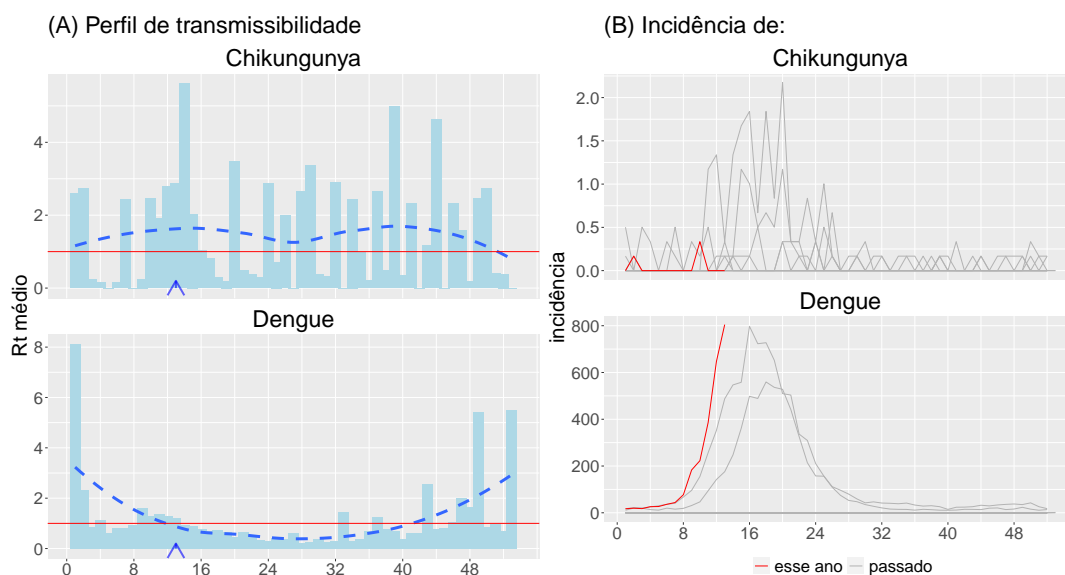 (A) Perfil de transmissibilidade
Chikungunya
4
2
0
Dengue
8
6
4
2
0
0 8 16 24 32 40 48
Rt médio
(B) Incidência de:
Chikungunya
2.0
1.5
1.0
0.5
0.0
Dengue
800
600
400
200
0
0 8 16 24 32 40 48
incidência
esse ano passado